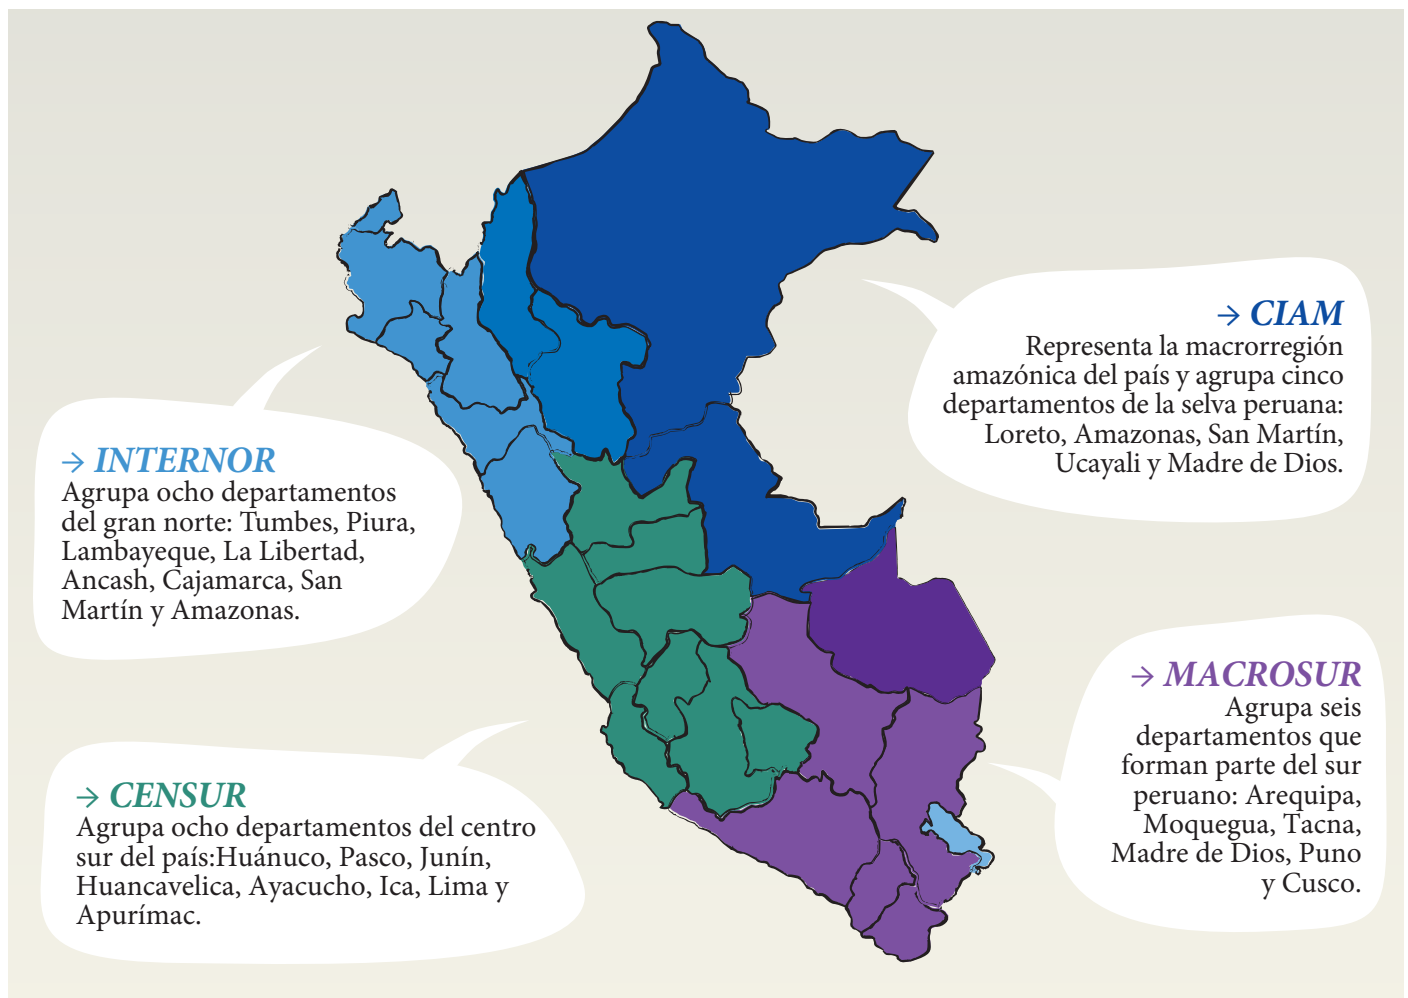 → CIAM
Representa la macrorregión
amazónica del país y agrupa cinco
departamentos de la selva peruana:
Loreto, Amazonas, San Martín,
Ucayali y Madre de Dios.
→ INTERNOR
Agrupa ocho departamentos
del gran norte: Tumbes, Piura,
Lambayeque, La Libertad,
Ancash, Cajamarca, San
Martín y Amazonas.
→ MACROSUR
Agrupa seis
departamentos que
forman parte del sur
peruano: Arequipa,
Moquegua, Tacna,
Madre de Dios, Puno
y Cusco.
→ CENSUR
Agrupa ocho departamentos del centro
sur del país:Huánuco, Pasco, Junín,
Huancavelica, Ayacucho, Ica, Lima y
Apurímac.